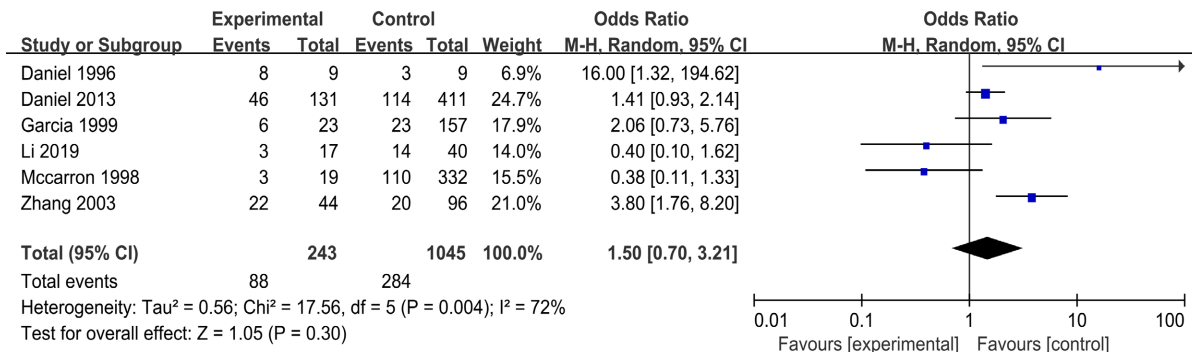 Experimental Control Odds Ratio Odds Ratio
Study or Subgroup Events Total Events Total Weight M-H, Random, 95% CI M-H, Random, 95% CI
Daniel 1996 8 9 3 9 6.9% 16.00 [1.32, 194.62]
Daniel 2013 46 131 114 411 24.7% 1.41 [0.93, 2.14]
Garcia 1999 6 23 23 157 17.9% 2.06 [0.73, 5.76]
Li 2019 3 17 14 40 14.0% 0.40 [0.10, 1.62]
Mccarron 1998 3 19 110 332 15.5% 0.38 [0.11, 1.33]
Zhang 2003 22 44 20 96 21.0% 3.80 [1.76, 8.20]
Total (95% CI) 243 1045 100.0% 1.50 [0.70, 3.21]
Total events 88 284
Heterogeneity: Tau² = 0.56; Chi² = 17.56, df = 5 (P = 0.004); I² = 72%
Test for overall effect: Z = 1.05 (P = 0.30)
0.01 0.1 1 10 100
Favours [experimental] Favours [control]